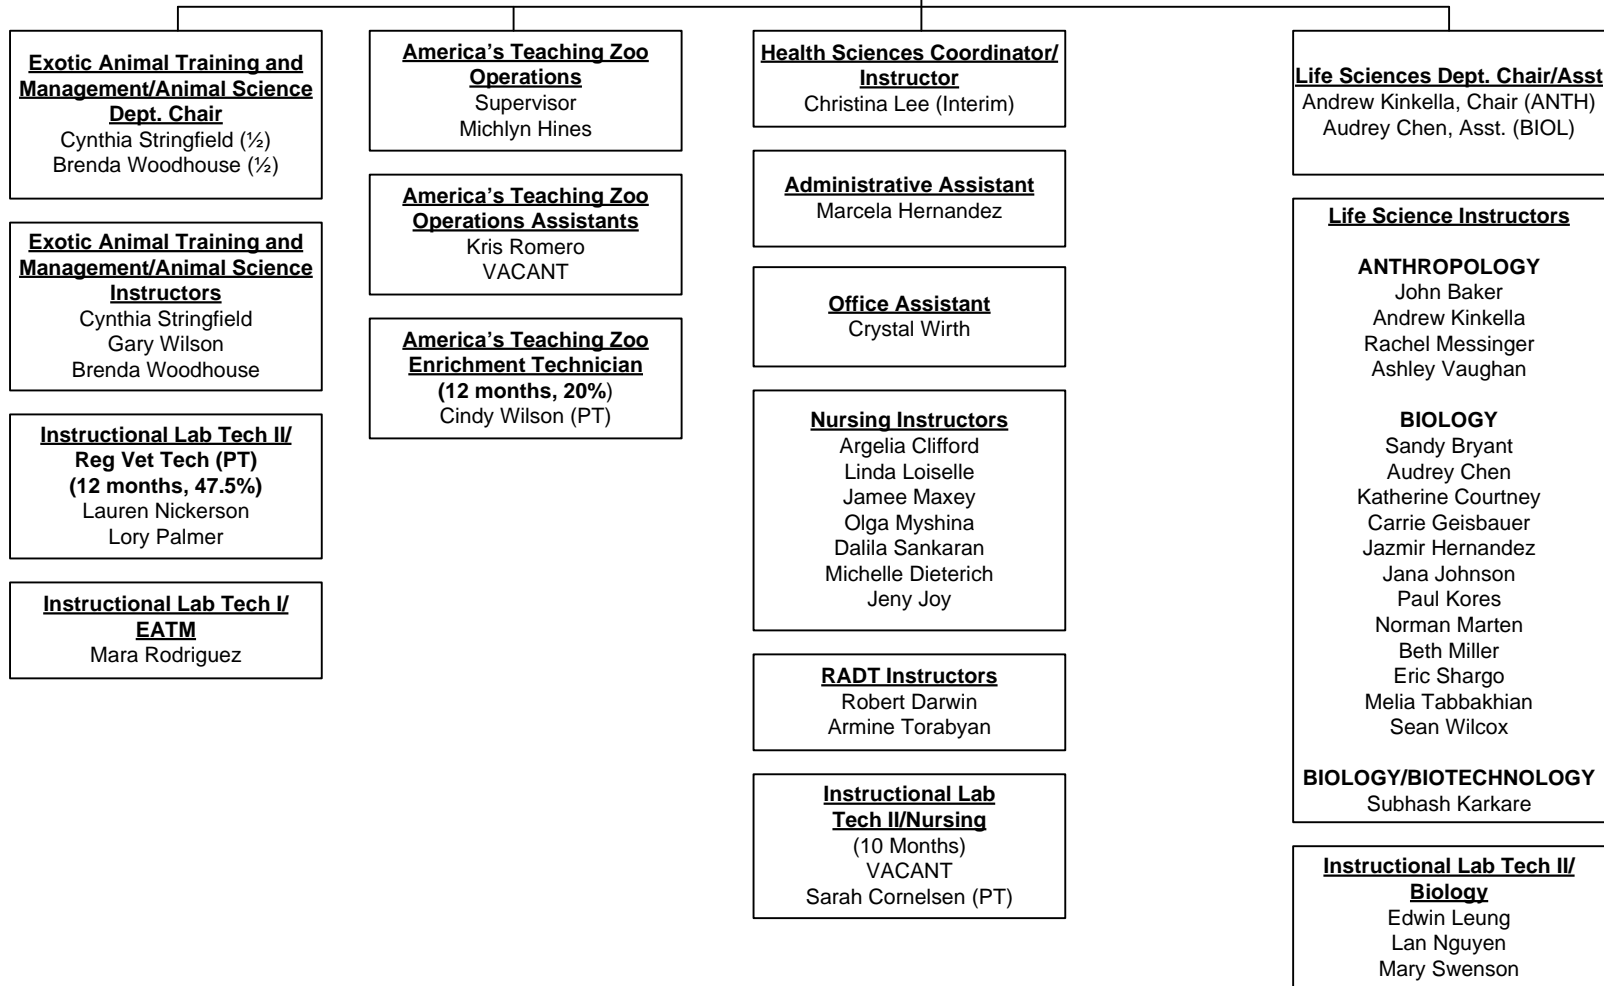 Exotic Animal Training and
Management/Animal Science
Dept. Chair
Cynthia Stringfield (½)
Brenda Woodhouse (½)
Exotic Animal Training and
Management/Animal Science
Instructors
Cynthia Stringfield
Gary Wilson
Brenda Woodhouse
Instructional Lab Tech II/
Reg Vet Tech (PT)
(12 months, 47.5%)
Lauren Nickerson
Lory Palmer
Instructional Lab Tech I/
EATM
Mara Rodriguez
America's Teaching Zoo
Operations
Supervisor
Michlyn Hines
America's Teaching Zoo
Operations Assistants
Kris Romero
VACANT
America's Teaching Zoo
Enrichment Technician
(12 months, 20%)
Cindy Wilson (PT)
Health Sciences Coordinator/
Instructor
Christina Lee (Interim)
Administrative Assistant
Marcela Hernandez
Office Assistant
Crystal Wirth
Nursing Instructors
Argelia Clifford
Linda Loiselle
Jamee Maxey
Olga Myshina
Dalila Sankaran
Michelle Dieterich
Jeny Joy
RADT Instructors
Robert Darwin
Armine Torabyan
Instructional Lab
Tech II/Nursing
(10 Months)
VACANT
Sarah Cornelsen (PT)
Life Sciences Dept. Chair/Asst
Andrew Kinkella, Chair (ANTH)
Audrey Chen, Asst. (BIOL)
Life Science Instructors
ANTHROPOLOGY
John Baker
Andrew Kinkella
Rachel Messinger
Ashley Vaughan
BIOLOGY
Sandy Bryant
Audrey Chen
Katherine Courtney
Carrie Geisbauer
Jazmir Hernandez
Jana Johnson
Paul Kores
Norman Marten
Beth Miller
Eric Shargo
Melia Tabbakhian
Sean Wilcox
BIOLOGY/BIOTECHNOLOGY
Subhash Karkare
Instructional Lab Tech II/
Biology
Edwin Leung
Lan Nguyen
Mary Swenson